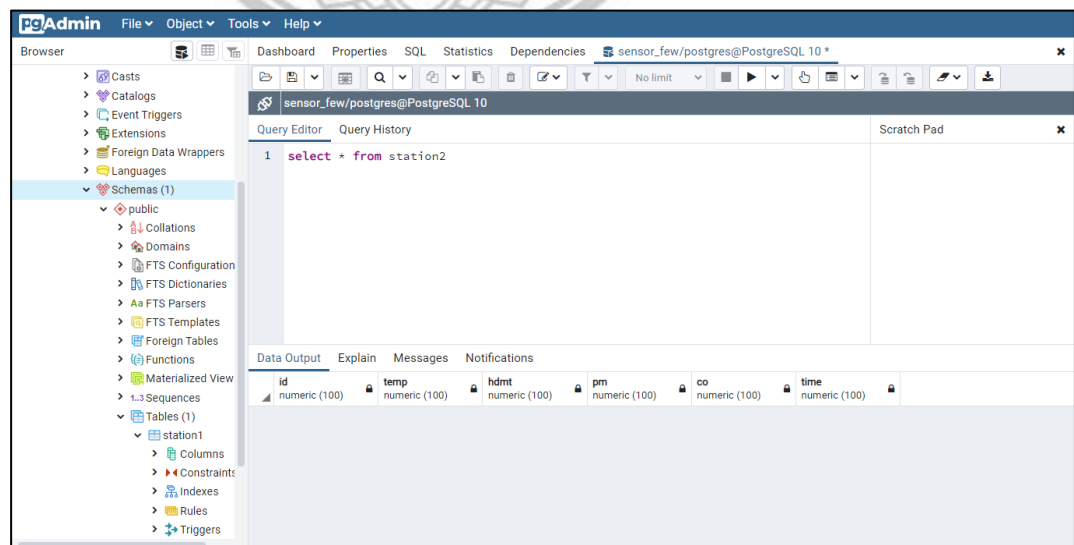 pgAdmin File Object Tools Help
Browser
Dashboard Properties SQL Statistics Dependencies sensor_few/postgres@PostgreSQL 10 *
No limit
sensor_few/postgres@PostgreSQL 10
Query Editor Query History
Scratch Pad
1 select * from station2
Casts
Catalogs
Event Triggers
Extensions
Foreign Data Wrappers
Languages
Schemas (1)
public
Collations
Domains
FTS Configuration
FTS Dictionaries
Aa FTS Parsers
FTS Templates
Foreign Tables
Functions
Materialized View
1..3 Sequences
Tables (1)
station1
Columns
Constraints
Indexes
Rules
Triggers
Data Output Explain Messages Notifications
id temp hdmt pm co time
numeric (100) numeric (100) numeric (100) numeric (100) numeric (100) numeric (100)